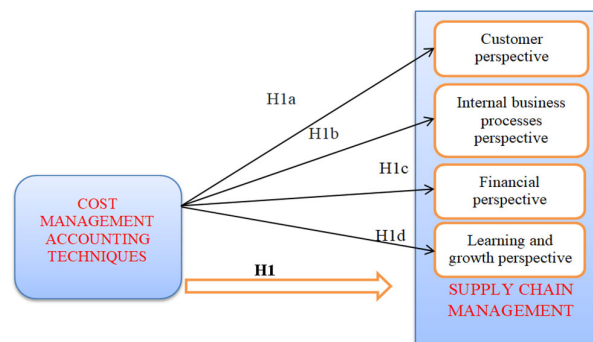 Customer
perspective
H1a
Internal business
processes
perspective
H1b
H1c
Financial
perspective
COST
MANAGEMENT
ACCOUNTING
TECHNIQUES
H1d
Learning and
growth perspective
H1
SUPPLY CHAIN
MANAGEMENT